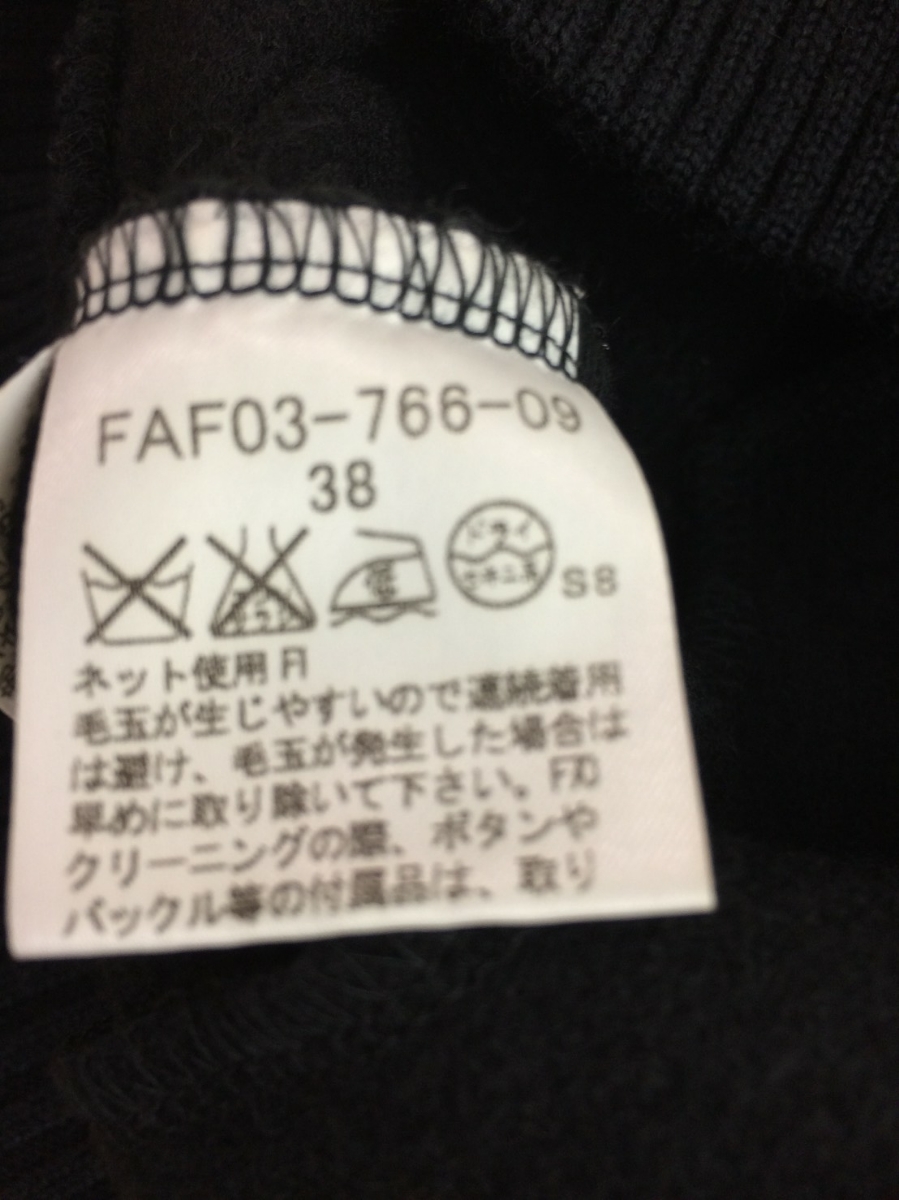 FAF03-766-09
38
ドライ
セキユ系
S8
ネット使用 R
毛玉が生じやすいので連続着用
は避け、毛玉が発生した場合は
早めに取り除いて下さい。F70
クリーニングの際、ボタンや
バックル等の付属品は、取り